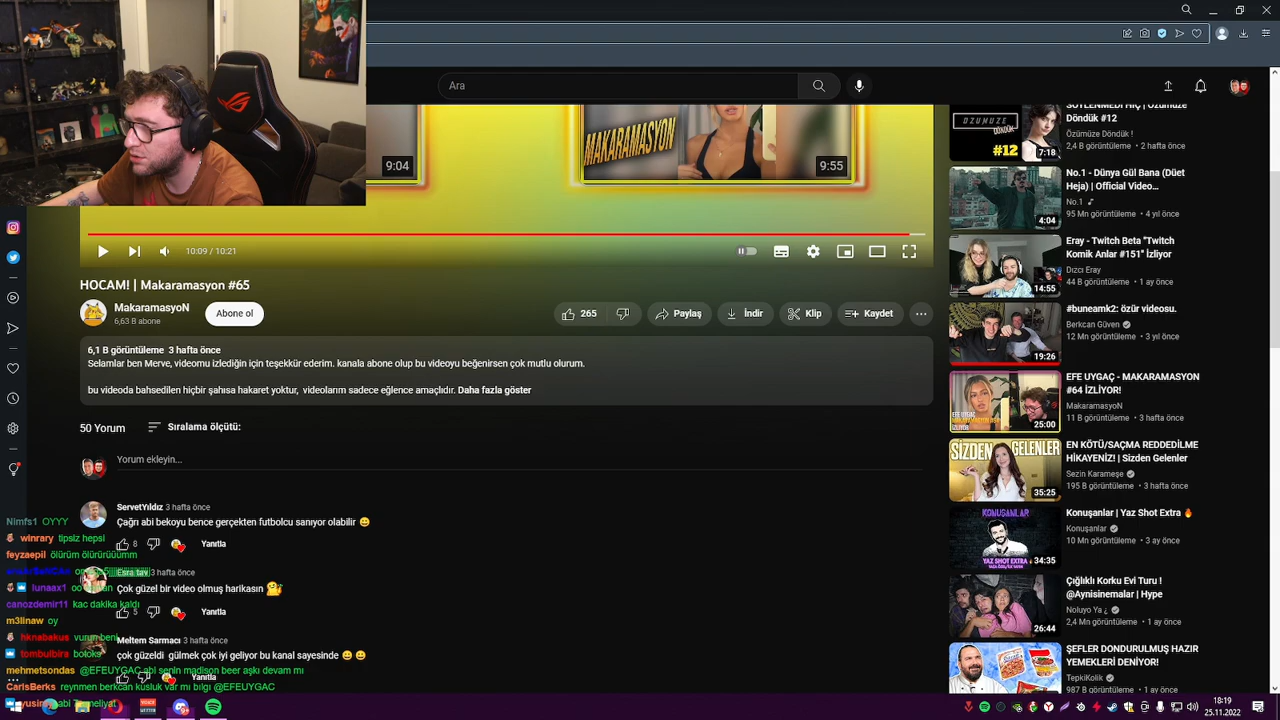 Ara
MAKARAMASYON
9:04
9:55
10:09 / 10:21
HOCAM! | Makaramasyon #65
MakaramasyoN
6,63 B abone
Abone ol
265
Paylaş
İndir
Klip
Kaydet
6,1 B görüntüleme 3 hafta önce
Selamlar ben Merve, videomu izlediğin için teşekkür ederim. kanala abone olup bu videoyu beğenirsen çok mutlu olurum.
bu videoda bahsedilen hiçbir şahısa hakaret yoktur, videolarım sadece eğlence amaçlıdır. Daha fazla göster
50 Yorum
Sıralama ölçütü:
Yorum ekleyin...
ServetYıldız 3 hafta önce
Çağrı abi bekoyu bence gerçekten futbolcu sanıyor olabilir
8
Yanıtla
Esra tav 3 hafta önce
Çok güzel bir video olmuş harikasın
5
Yanıtla
Meltem Sarmacı 3 hafta önce
çok güzeldi gülmek çok iyi geliyor bu kanal sayesinde
Yanıtla
Nimfs1 OYYY
winrary tipsiz hepsi
feyzaepil ölürüm ölürürüüumm
lunaax1
canozdemir11 kac dakika kaldı
m3linaw oy
hknabakus vurun beni
tombulbira botoks
mehmetsondas @EFEUYGAC abi senin madison beer aşkı devam mı
CarisBerks reynmen berkcan küslük var mı bilgi @EFEUYGAC
SÖYLENMEDİ HİÇ | Özümüze
Döndük #12
Özümüze Döndük !
2,4 B görüntüleme • 2 hafta önce
#12
7:18
No.1 - Dünya Gül Bana (Düet
Heja) | Official Video…
No.1
95 Mn görüntüleme • 4 yıl önce
4:04
Eray - Twitch Beta "Twitch
Komik Anlar #151" İzliyor
Dızcı Eray
44 B görüntüleme • 1 ay önce
14:55
#buneamk2: özür videosu.
Berkcan Güven
12 Mn görüntüleme • 3 yıl önce
19:26
EFE UYGAÇ - MAKARAMASYON
#64 İZLİYOR!
MakaramasyoN
11 B görüntüleme • 3 hafta önce
25:00
EN KÖTÜ/SAÇMA REDDEDİLME
HİKAYENİZ! | Sizden Gelenler
Sezin Karameşe
195 B görüntüleme • 3 hafta önce
SİZDEN GELENLER
35:25
Konuşanlar | Yaz Shot Extra
Konuşanlar
10 Mn görüntüleme • 3 ay önce
KONUŞANLAR
YAZ SHOT EXTRA
34:35
Çığlıklı Korku Evi Turu !
@Aynisinemalar | Hype
Noluyo Ya ¿
2,4 Mn görüntüleme • 1 ay önce
26:44
ŞEFLER DONDURULMUŞ HAZIR
YEMEKLERİ DENİYOR!
TepkiKolik
987 B görüntüleme • 1 ay önce
18:19
25.11.2022